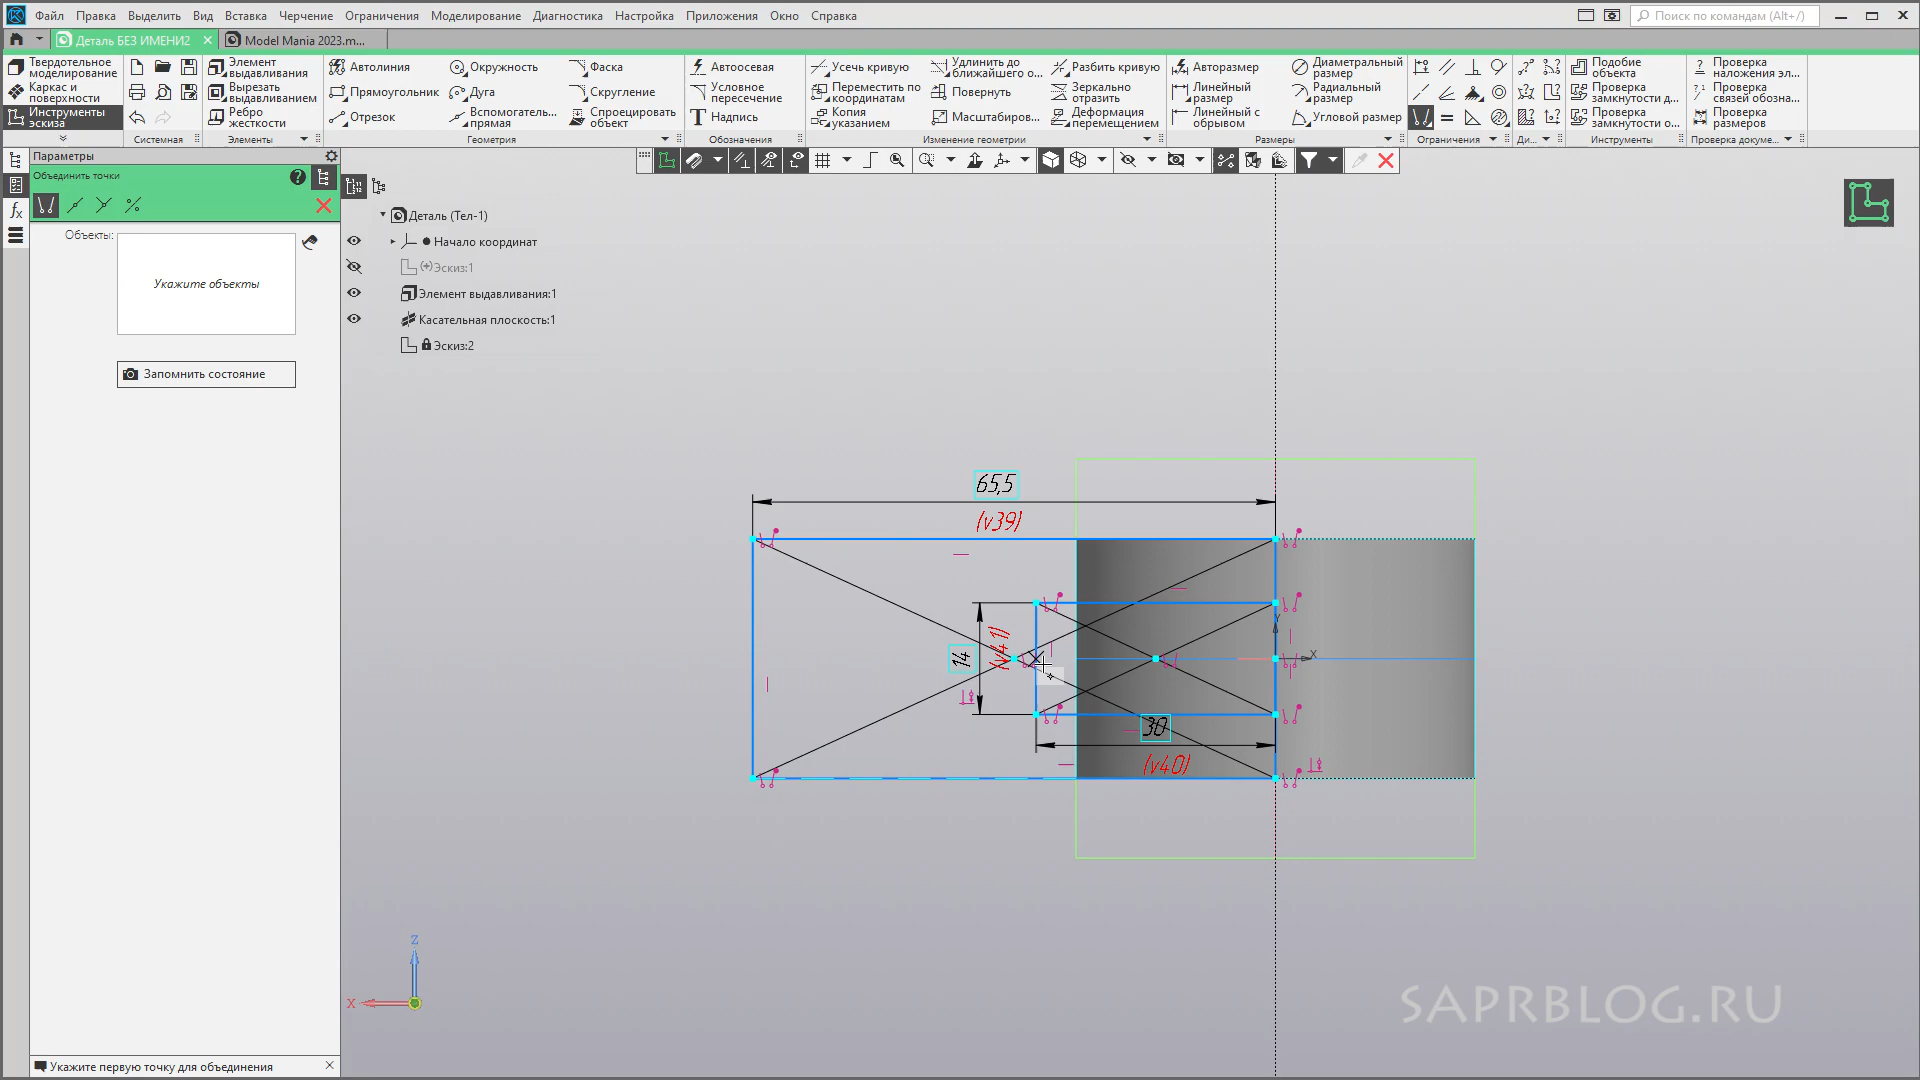 Файл Правка Выделить Вид Вставка Черчение Ограничения Моделирование Диагностика Настройка Приложения Окно Справка Поиск по командам (Alt+/)
Деталь БЕЗ ИМЕНИ2 Model Mania 2023.m...
Твердотельное моделирование
Каркас и поверхности
Инструменты эскиза
Системная
Элемент выдавливания
Вырезать выдавливанием
Ребро жесткости
Элементы
Автолиния Окружность Фаска
Прямоугольник Дуга Скругление
Отрезок Вспомогатель... прямая Спроецировать объект
Геометрия
Автоосевая
Условное пересечение
Надпись
Обозначения
Усечь кривую Удлинить до ближайшего о... Разбить кривую
Переместить по координатам Повернуть Зеркально отразить
Копия указанием Масштабиров... Деформация перемещением
Изменение геометрии
Авторазмер Диаметральный размер
Линейный размер Радиальный размер
Линейный с обрывом Угловой размер
Размеры
Ограничения
Ди...
Подобие объекта
Проверка замкнутости д...
Проверка замкнутости о...
Инструменты
Проверка наложения эл...
Проверка связей обозна...
Проверка размеров
Проверка докуме...
Параметры
Объединить точки
Объекты:
Укажите объекты
Запомнить состояние
Деталь (Тел-1)
Начало координат
(+)Эскиз:1
Элемент выдавливания:1
Касательная плоскость:1
Эскиз:2
65,5
(v39)
14
(v41)
30
(v40)
Y
X
Z
X
SAPRBLOG.RU
Укажите первую точку для объединения